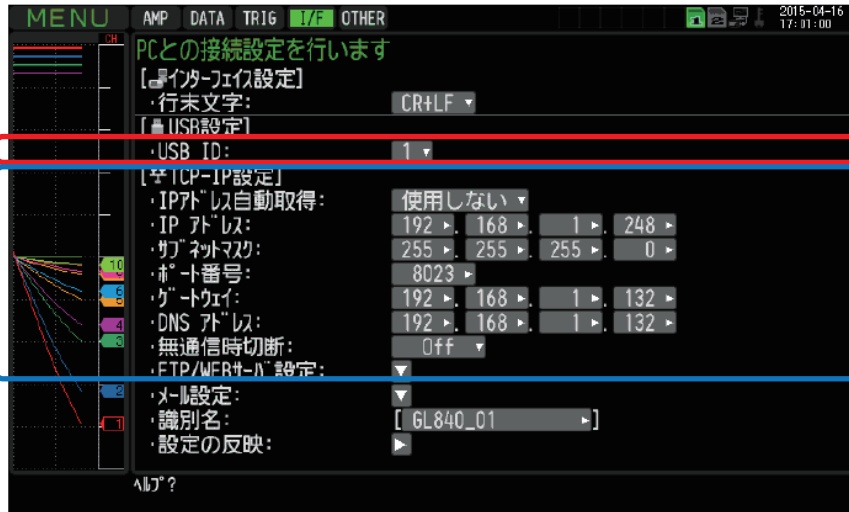 MENU AMP DATA TRIG I/F OTHER 1 2 2015-04-16
17:01:00
CH
PCとの接続設定を行います
[インターフェイス設定]
・行末文字: CR+LF
[USB設定]
・USB ID: 1
[TCP-IP設定]
・IPアドレス自動取得: 使用しない
・IP アドレス: 192 . 168 . 1 . 248
・サブネットマスク: 255 . 255 . 255 . 0
・ポート番号: 8023
・ゲートウェイ: 192 . 168 . 1 . 132
・DNS アドレス: 192 . 168 . 1 . 132
・無通信時切断: Off
・FTP/WEBサーバ設定:
・メール設定:
・識別名: [ GL840_01 ]
・設定の反映:
10
6
4
3
2
1
ヘルプ?